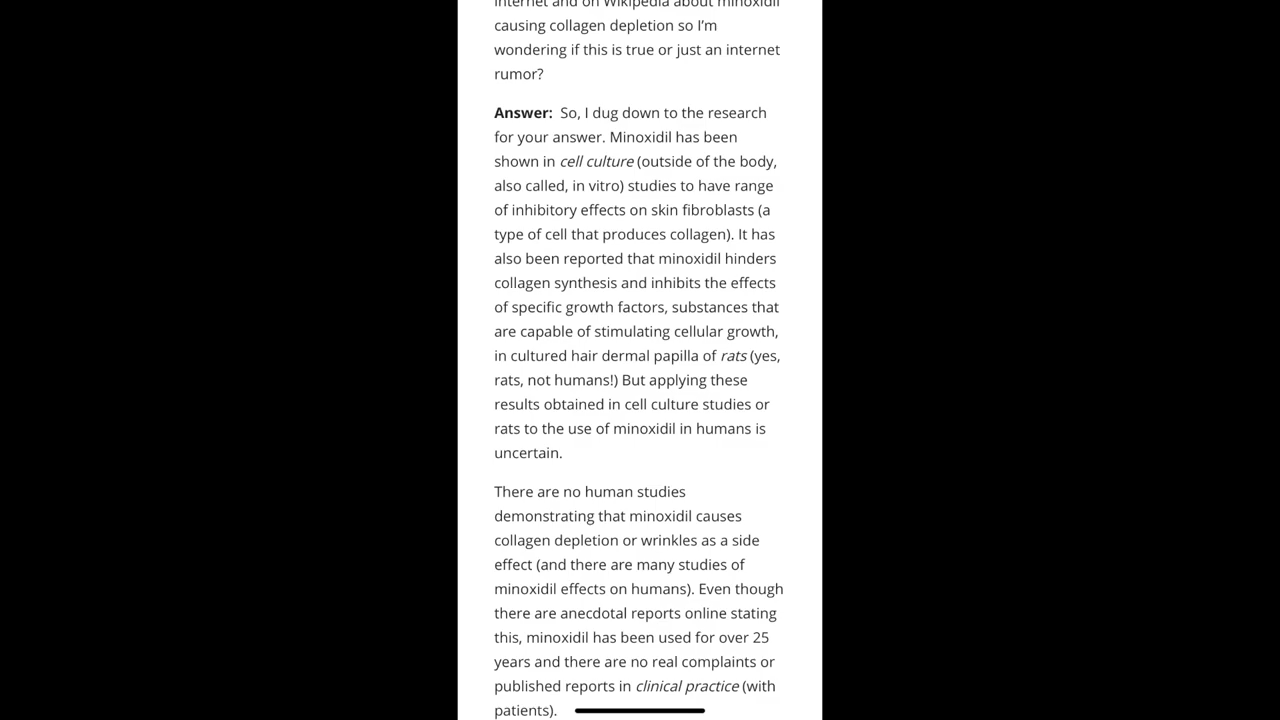 internet and on Wikipedia about minoxidil
causing collagen depletion so I'm
wondering if this is true or just an internet
rumor?
Answer: So, I dug down to the research
for your answer. Minoxidil has been
shown in cell culture (outside of the body,
also called, in vitro) studies to have range
of inhibitory effects on skin fibroblasts (a
type of cell that produces collagen). It has
also been reported that minoxidil hinders
collagen synthesis and inhibits the effects
of specific growth factors, substances that
are capable of stimulating cellular growth,
in cultured hair dermal papilla of rats (yes,
rats, not humans!) But applying these
results obtained in cell culture studies or
rats to the use of minoxidil in humans is
uncertain.
There are no human studies
demonstrating that minoxidil causes
collagen depletion or wrinkles as a side
effect (and there are many studies of
minoxidil effects on humans). Even though
there are anecdotal reports online stating
this, minoxidil has been used for over 25
years and there are no real complaints or
published reports in clinical practice (with
patients).